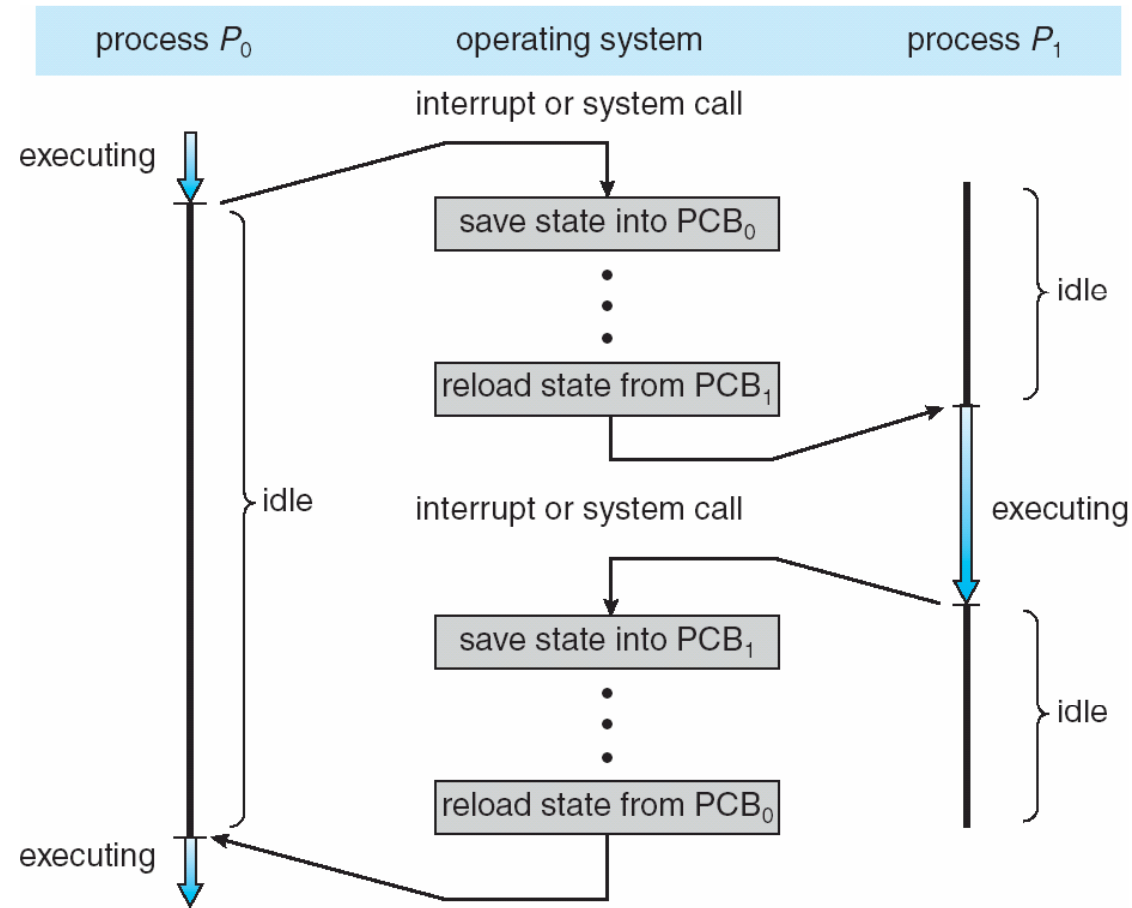 process P₀ operating system process P₁
interrupt or system call
executing
save state into PCB₀
idle
reload state from PCB₁
idle
interrupt or system call
executing
save state into PCB₁
idle
reload state from PCB₀
executing